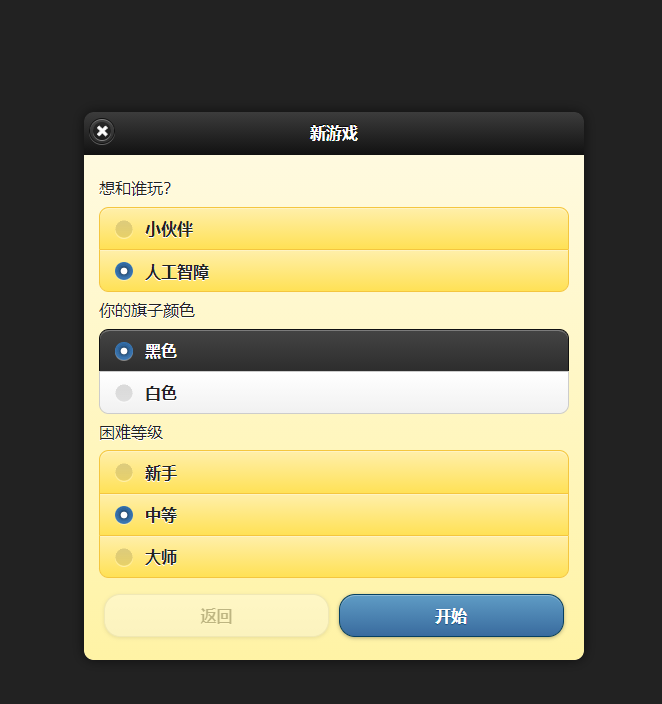 新游戏
想和谁玩?
小伙伴
人工智障
你的旗子颜色
黑色
白色
困难等级
新手
中等
大师
返回
开始